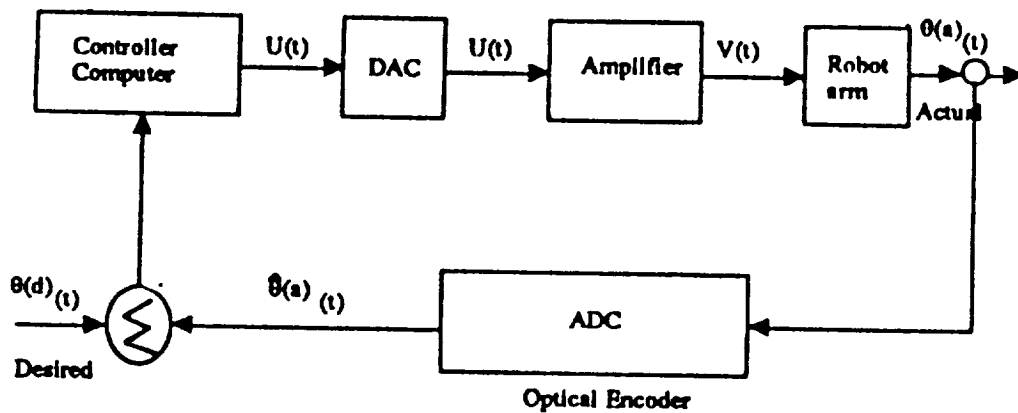 Controller
Computer
U(t)
DAC
U(t)
Amplifier
V(t)
Robot
arm
θ(a)(t)
Actual
θ(d)(t)
Desired
θ̂(a) (t)
ADC
Optical Encoder